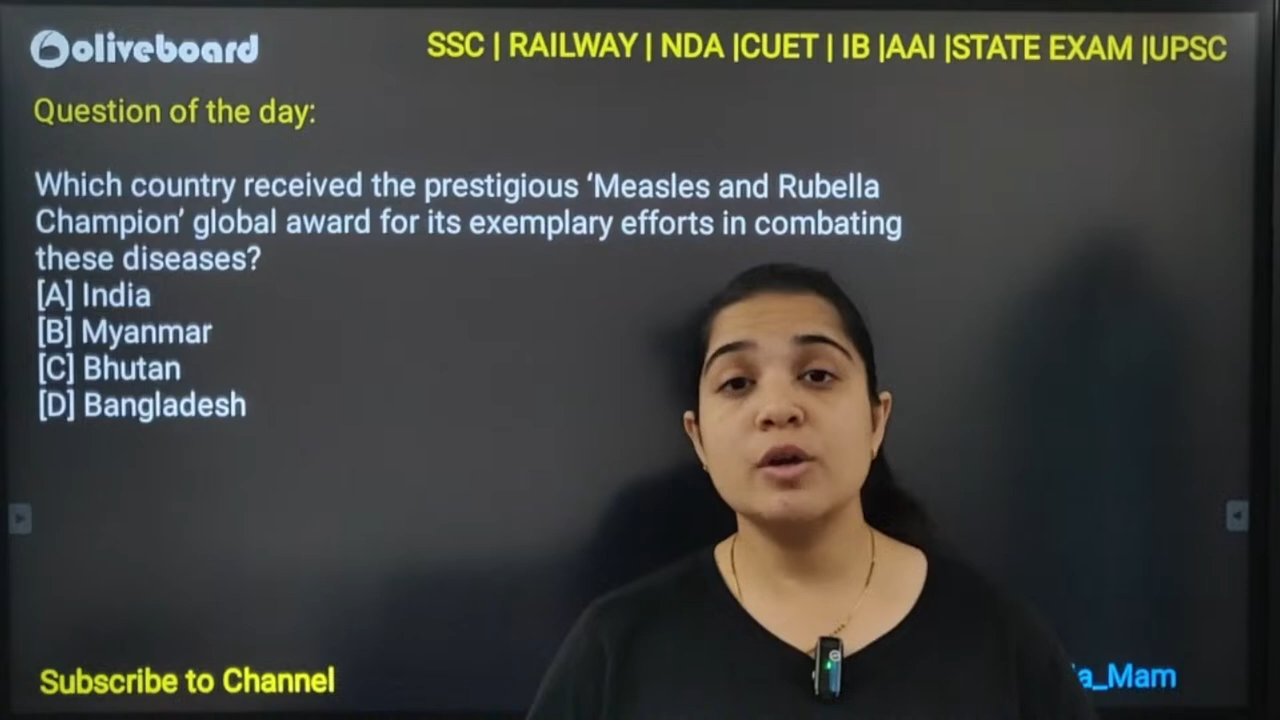 oliveboard
SSC | RAILWAY | NDA |CUET | IB |AAI |STATE EXAM |UPSC
Question of the day:
Which country received the prestigious ‘Measles and Rubella
Champion’ global award for its exemplary efforts in combating
these diseases?
[A] India
[B] Myanmar
[C] Bhutan
[D] Bangladesh
Subscribe to Channel
a_Mam